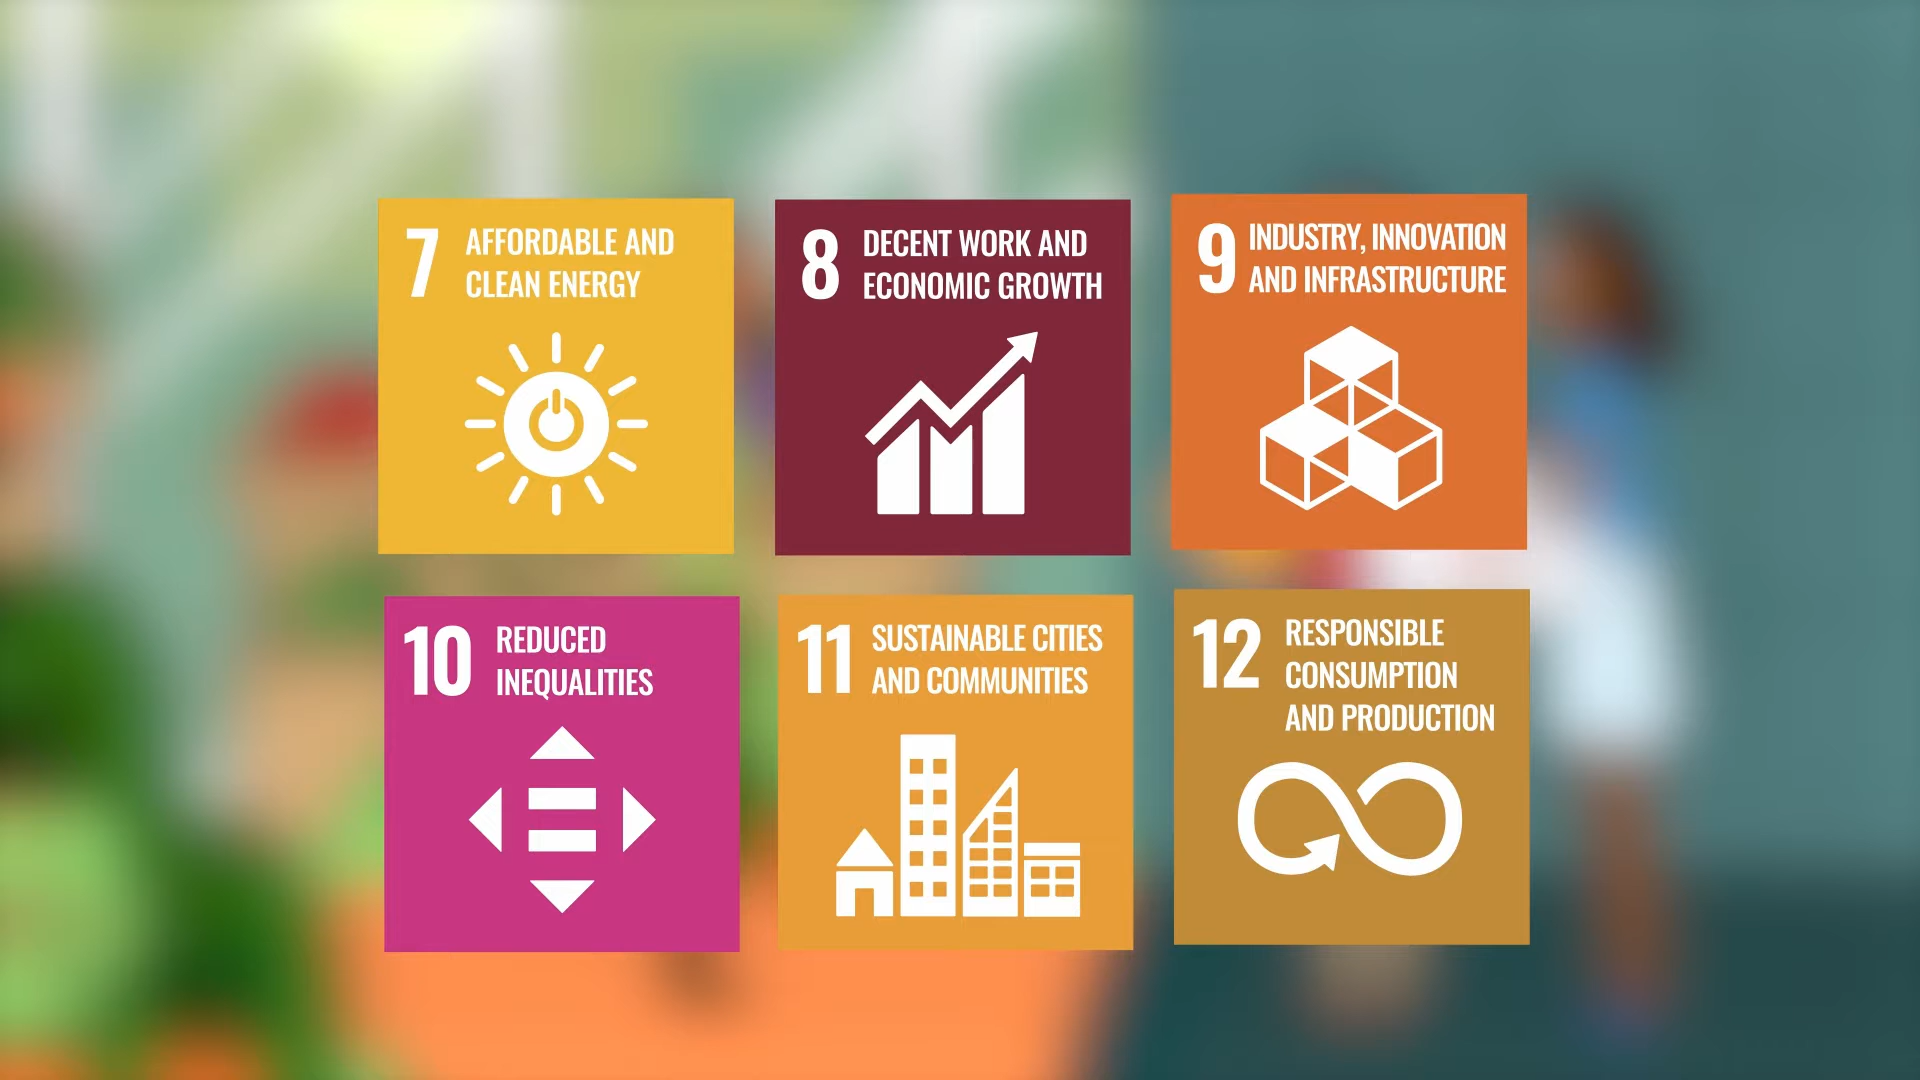 7
AFFORDABLE AND
CLEAN ENERGY
8
DECENT WORK AND
ECONOMIC GROWTH
9
INDUSTRY, INNOVATION
AND INFRASTRUCTURE
10
REDUCED
INEQUALITIES
11
SUSTAINABLE CITIES
AND COMMUNITIES
12
RESPONSIBLE
CONSUMPTION
AND PRODUCTION